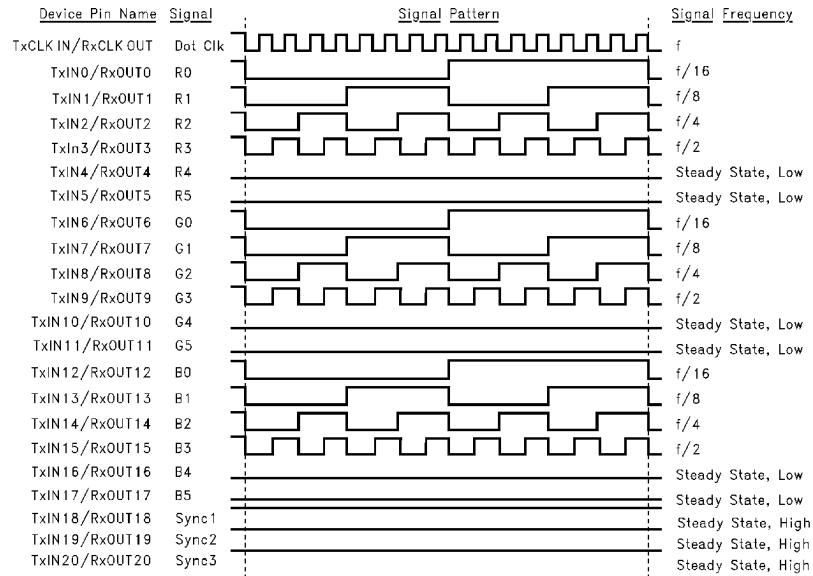 Device Pin Name Signal Signal Pattern Signal Frequency
TxCLK IN/RxCLK OUT Dot Clk f
TxIN0/RxOUT0 R0 f/16
TxIN1/RxOUT1 R1 f/8
TxIN2/RxOUT2 R2 f/4
TxIn3/RxOUT3 R3 f/2
TxIN4/RxOUT4 R4 Steady State, Low
TxIN5/RxOUT5 R5 Steady State, Low
TxIN6/RxOUT6 G0 f/16
TxIN7/RxOUT7 G1 f/8
TxIN8/RxOUT8 G2 f/4
TxIN9/RxOUT9 G3 f/2
TxIN10/RxOUT10 G4 Steady State, Low
TxIN11/RxOUT11 G5 Steady State, Low
TxIN12/RxOUT12 B0 f/16
TxIN13/RxOUT13 B1 f/8
TxIN14/RxOUT14 B2 f/4
TxIN15/RxOUT15 B3 f/2
TxIN16/RxOUT16 B4 Steady State, Low
TxIN17/RxOUT17 B5 Steady State, Low
TxIN18/RxOUT18 Sync1 Steady State, High
TxIN19/RxOUT19 Sync2 Steady State, High
TxIN20/RxOUT20 Sync3 Steady State, High